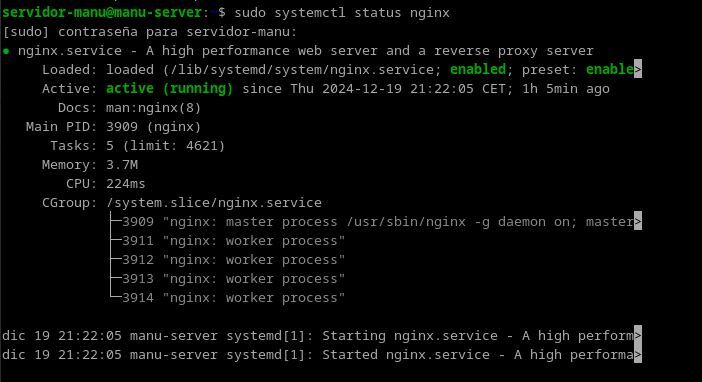 servidor-manu@manu-server:~$ sudo systemctl status nginx
[sudo] contraseña para servidor-manu:
● nginx.service - A high performance web server and a reverse proxy server
     Loaded: loaded (/lib/systemd/system/nginx.service; enabled; preset: enable>
     Active: active (running) since Thu 2024-12-19 21:22:05 CET; 1h 5min ago
       Docs: man:nginx(8)
   Main PID: 3909 (nginx)
      Tasks: 5 (limit: 4621)
     Memory: 3.7M
        CPU: 224ms
     CGroup: /system.slice/nginx.service
             ├─3909 "nginx: master process /usr/sbin/nginx -g daemon on; master>
             ├─3911 "nginx: worker process"
             ├─3912 "nginx: worker process"
             ├─3913 "nginx: worker process"
             └─3914 "nginx: worker process"
dic 19 21:22:05 manu-server systemd[1]: Starting nginx.service - A high perform>
dic 19 21:22:05 manu-server systemd[1]: Started nginx.service - A high performa>